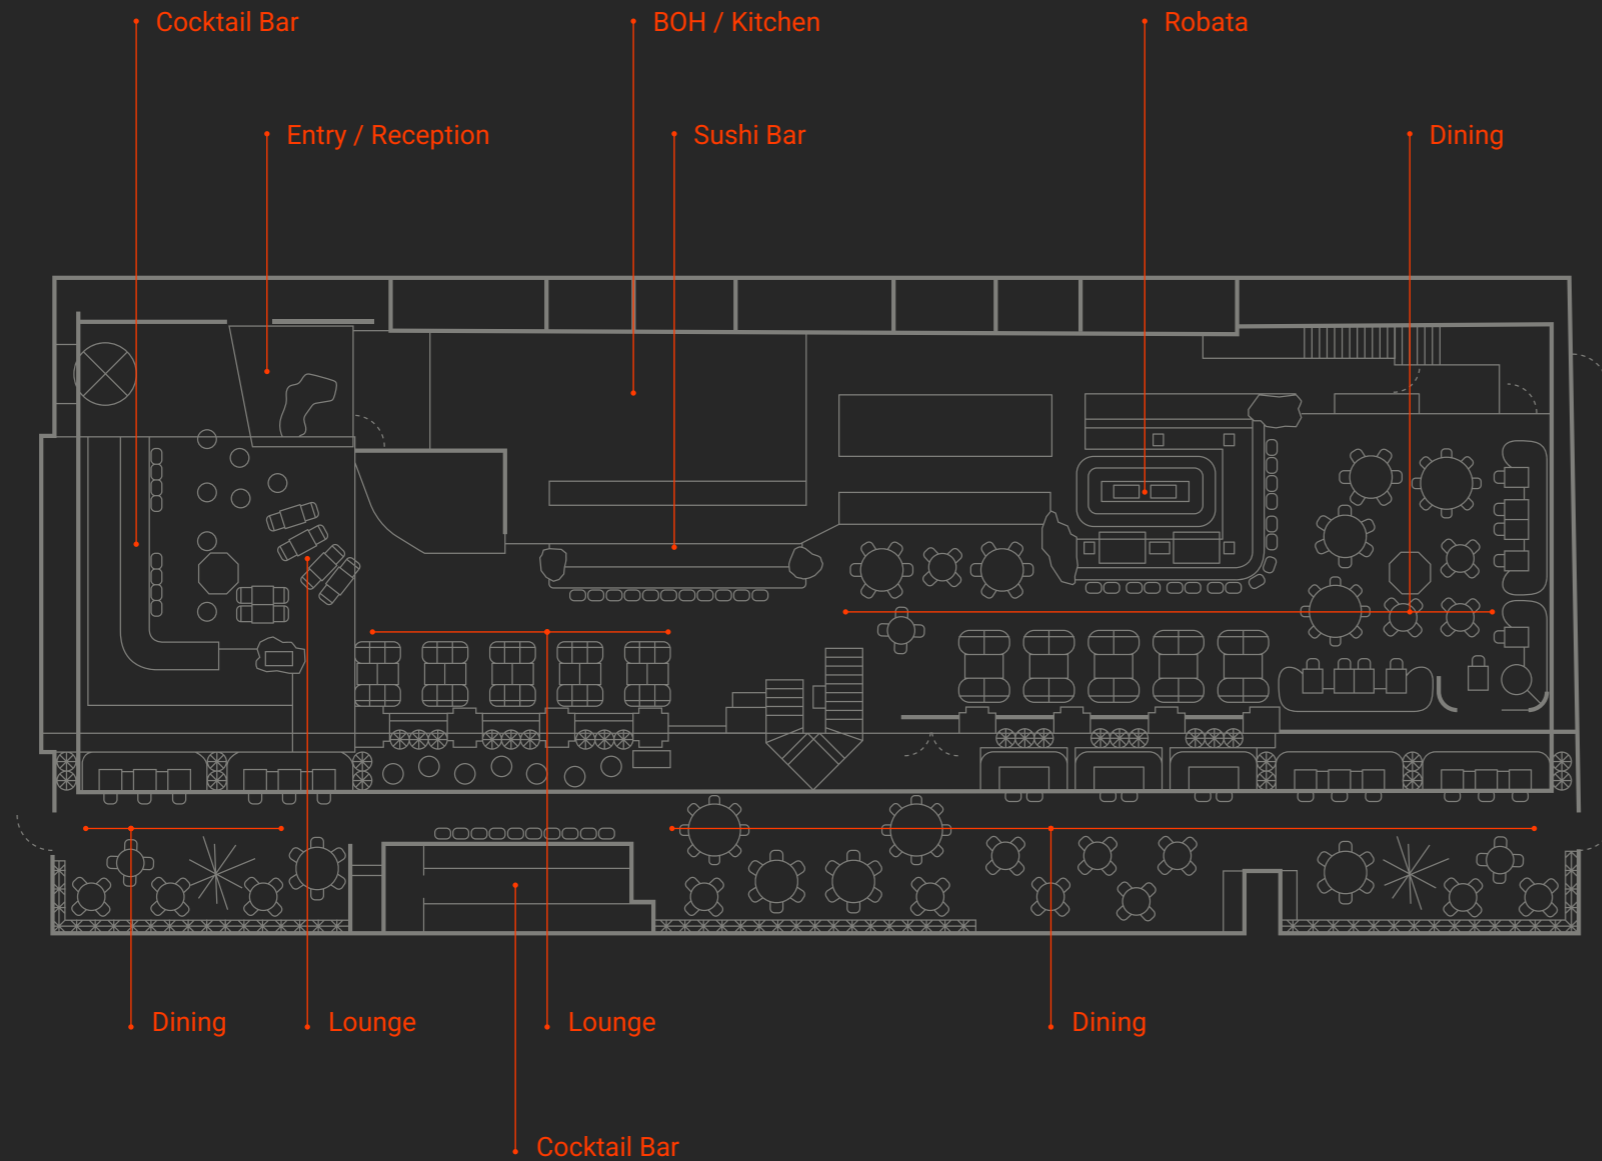 Cocktail Bar
BOH / Kitchen
Robata
Entry / Reception
Sushi Bar
Dining
Dining
Lounge
Lounge
Dining
Cocktail Bar